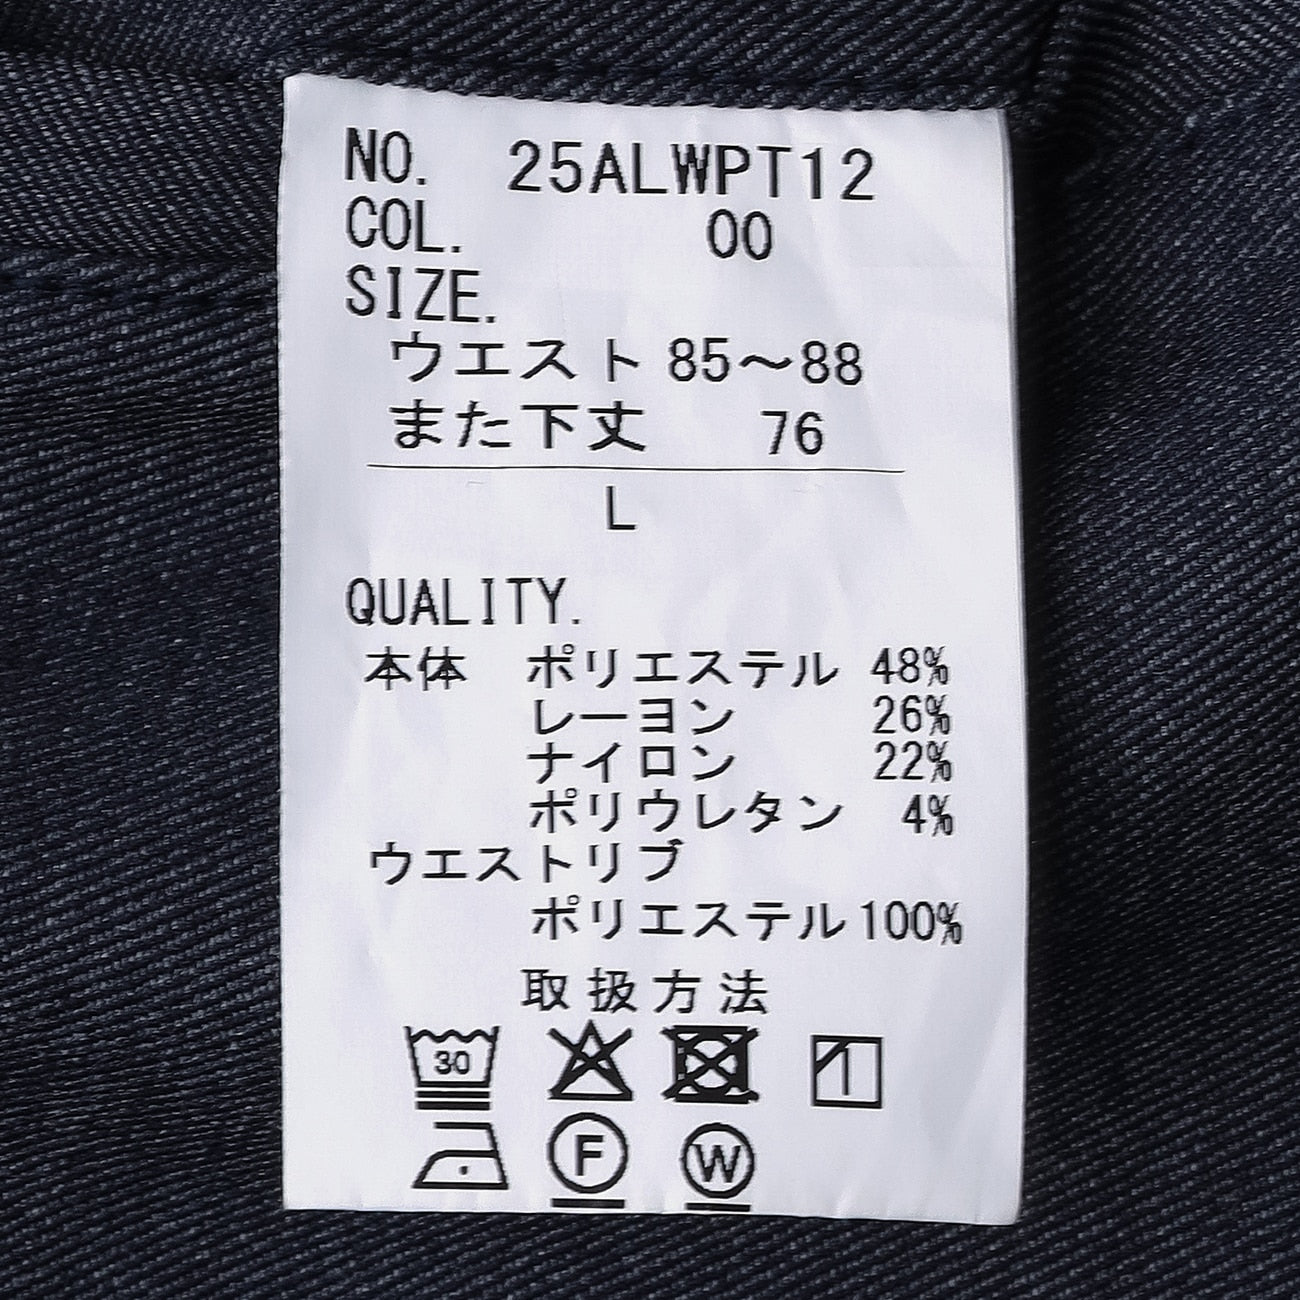 NO. 25ALWPT12
COL. 00
SIZE.
ウエスト 85〜88
また下丈 76
L
QUALITY.
本体 ポリエステル 48%
レーヨン 26%
ナイロン 22%
ポリウレタン 4%
ウエストリブ
ポリエステル 100%
取扱方法
30
F W